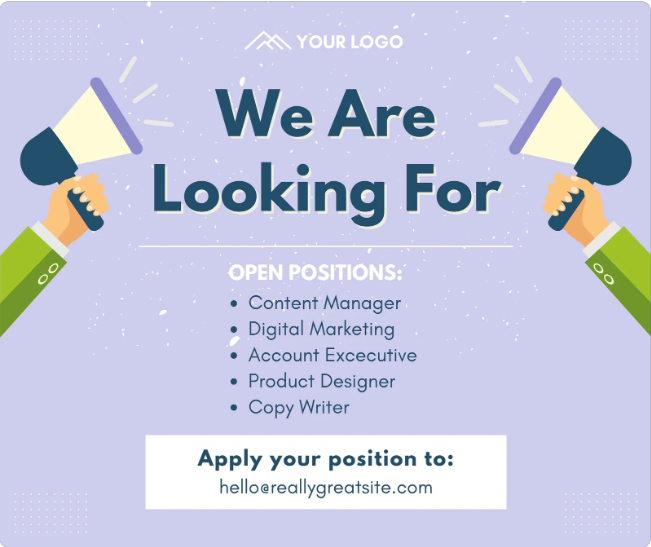 YOUR LOGO
We Are
Looking For
OPEN POSITIONS:
• Content Manager
• Digital Marketing
• Account Excecutive
• Product Designer
• Copy Writer
Apply your position to:
hello@reallygreatsite.com